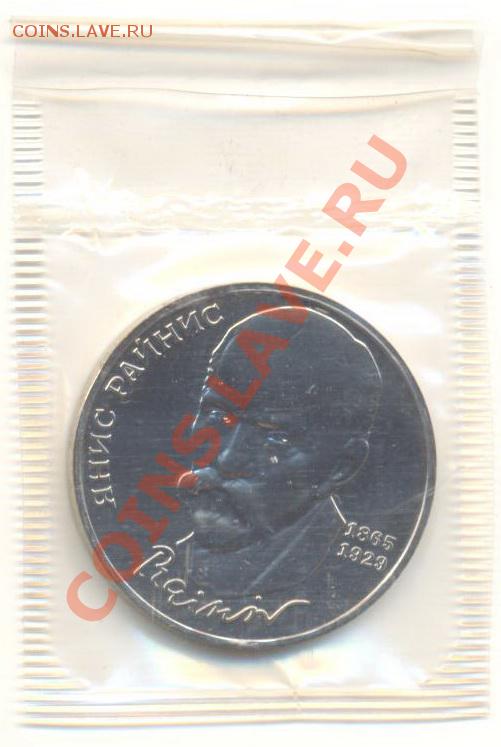 COINS.LAVE.RU
COINS.LAVE.RU
ЯНИС РАЙНИС
1865
1929
Rainis